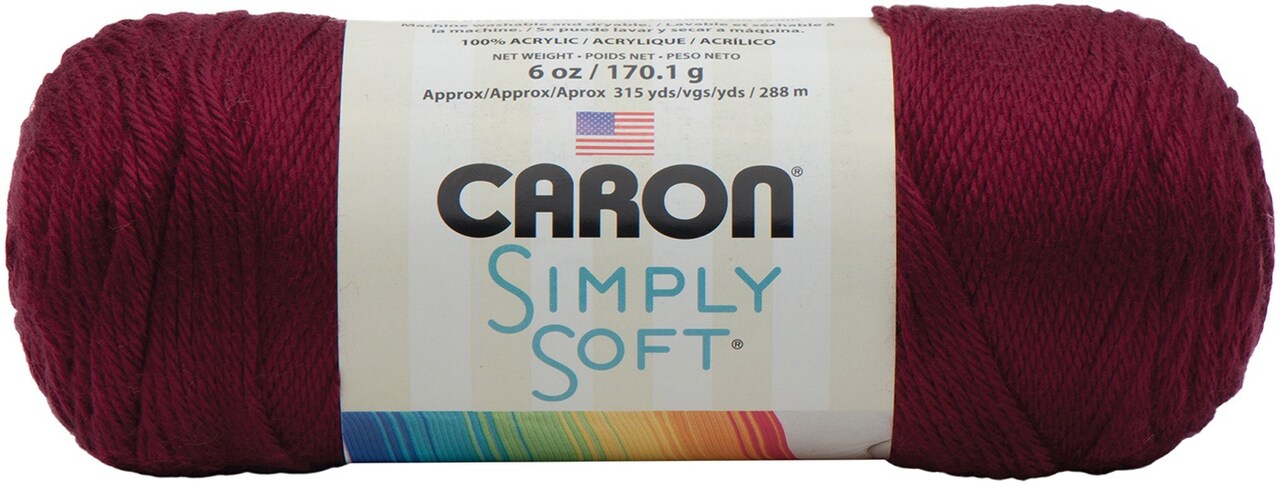 Machine washable and dryable. / Lavable et séchable à
la machine. / Se puede lavar y secar a máquina.
100% ACRYLIC / ACRYLIQUE / ACRÍLICO
NET WEIGHT • POIDS NET • PESO NETO
6 oz / 170.1 g
Approx/Approx/Aprox 315 yds/vgs/yds / 288 m
CARON®
SIMPLY
SOFT®